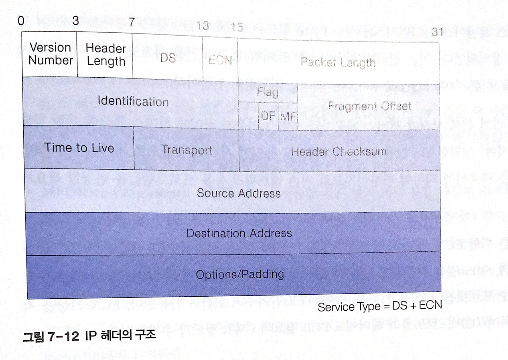 0 3 7 13 15 31
Version Number Header Length DS ECN Packet Length
Identification Flag DF MF Fragment Offset
Time to Live Transport Header Checksum
Source Address
Destination Address
Options/Padding
Service Type = DS + ECN
그림 7-12 IP 헤더의 구조